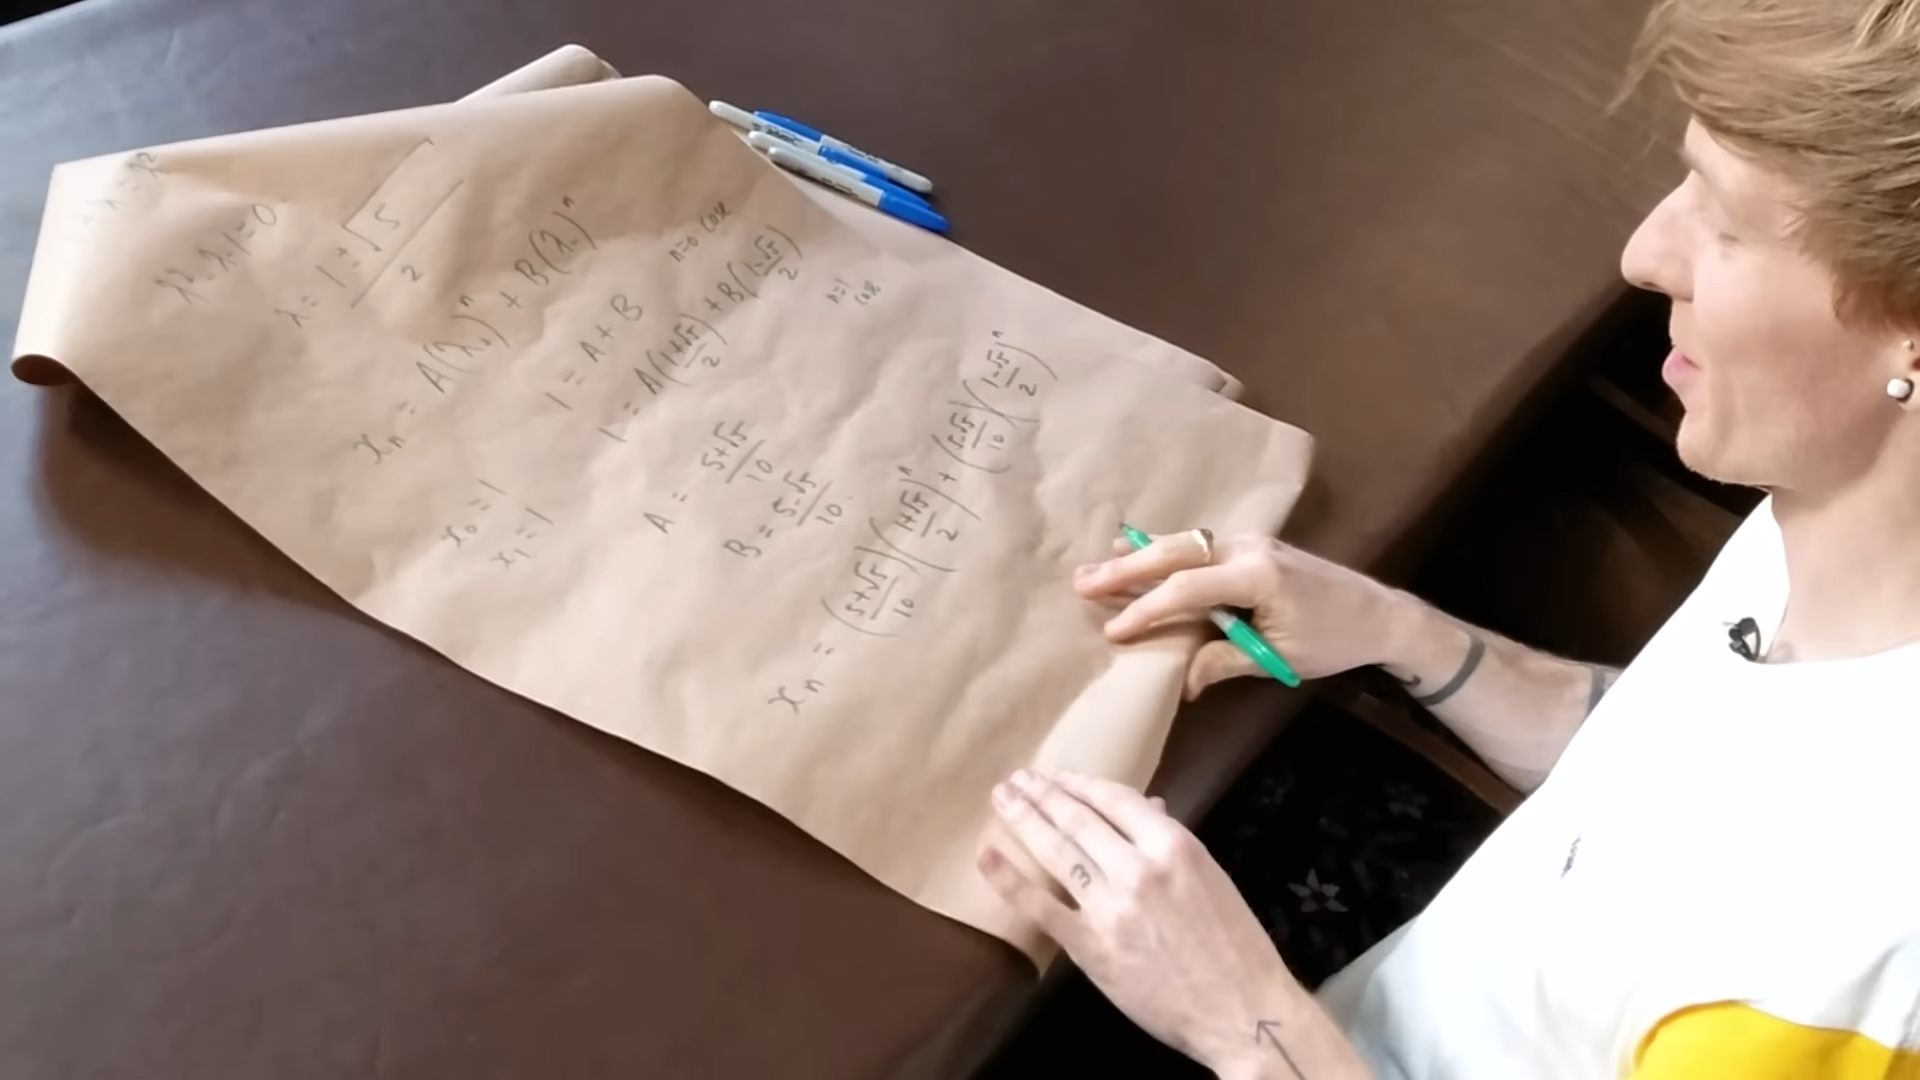 1+λ=λ²
λ²-λ-1=0
λ = (1±√5)/2
xₙ = A(λ₊)ⁿ + B(λ₋)ⁿ
x₀=1
x₁=1
1 = A+B n=0 case
1 = A((1+√5)/2) + B((1-√5)/2) n=1 case
A = (5+√5)/10
B = (5-√5)/10.
xₙ = ((5+√5)/10)((1+√5)/2)ⁿ + ((5-√5)/10)((1-√5)/2)ⁿ
3